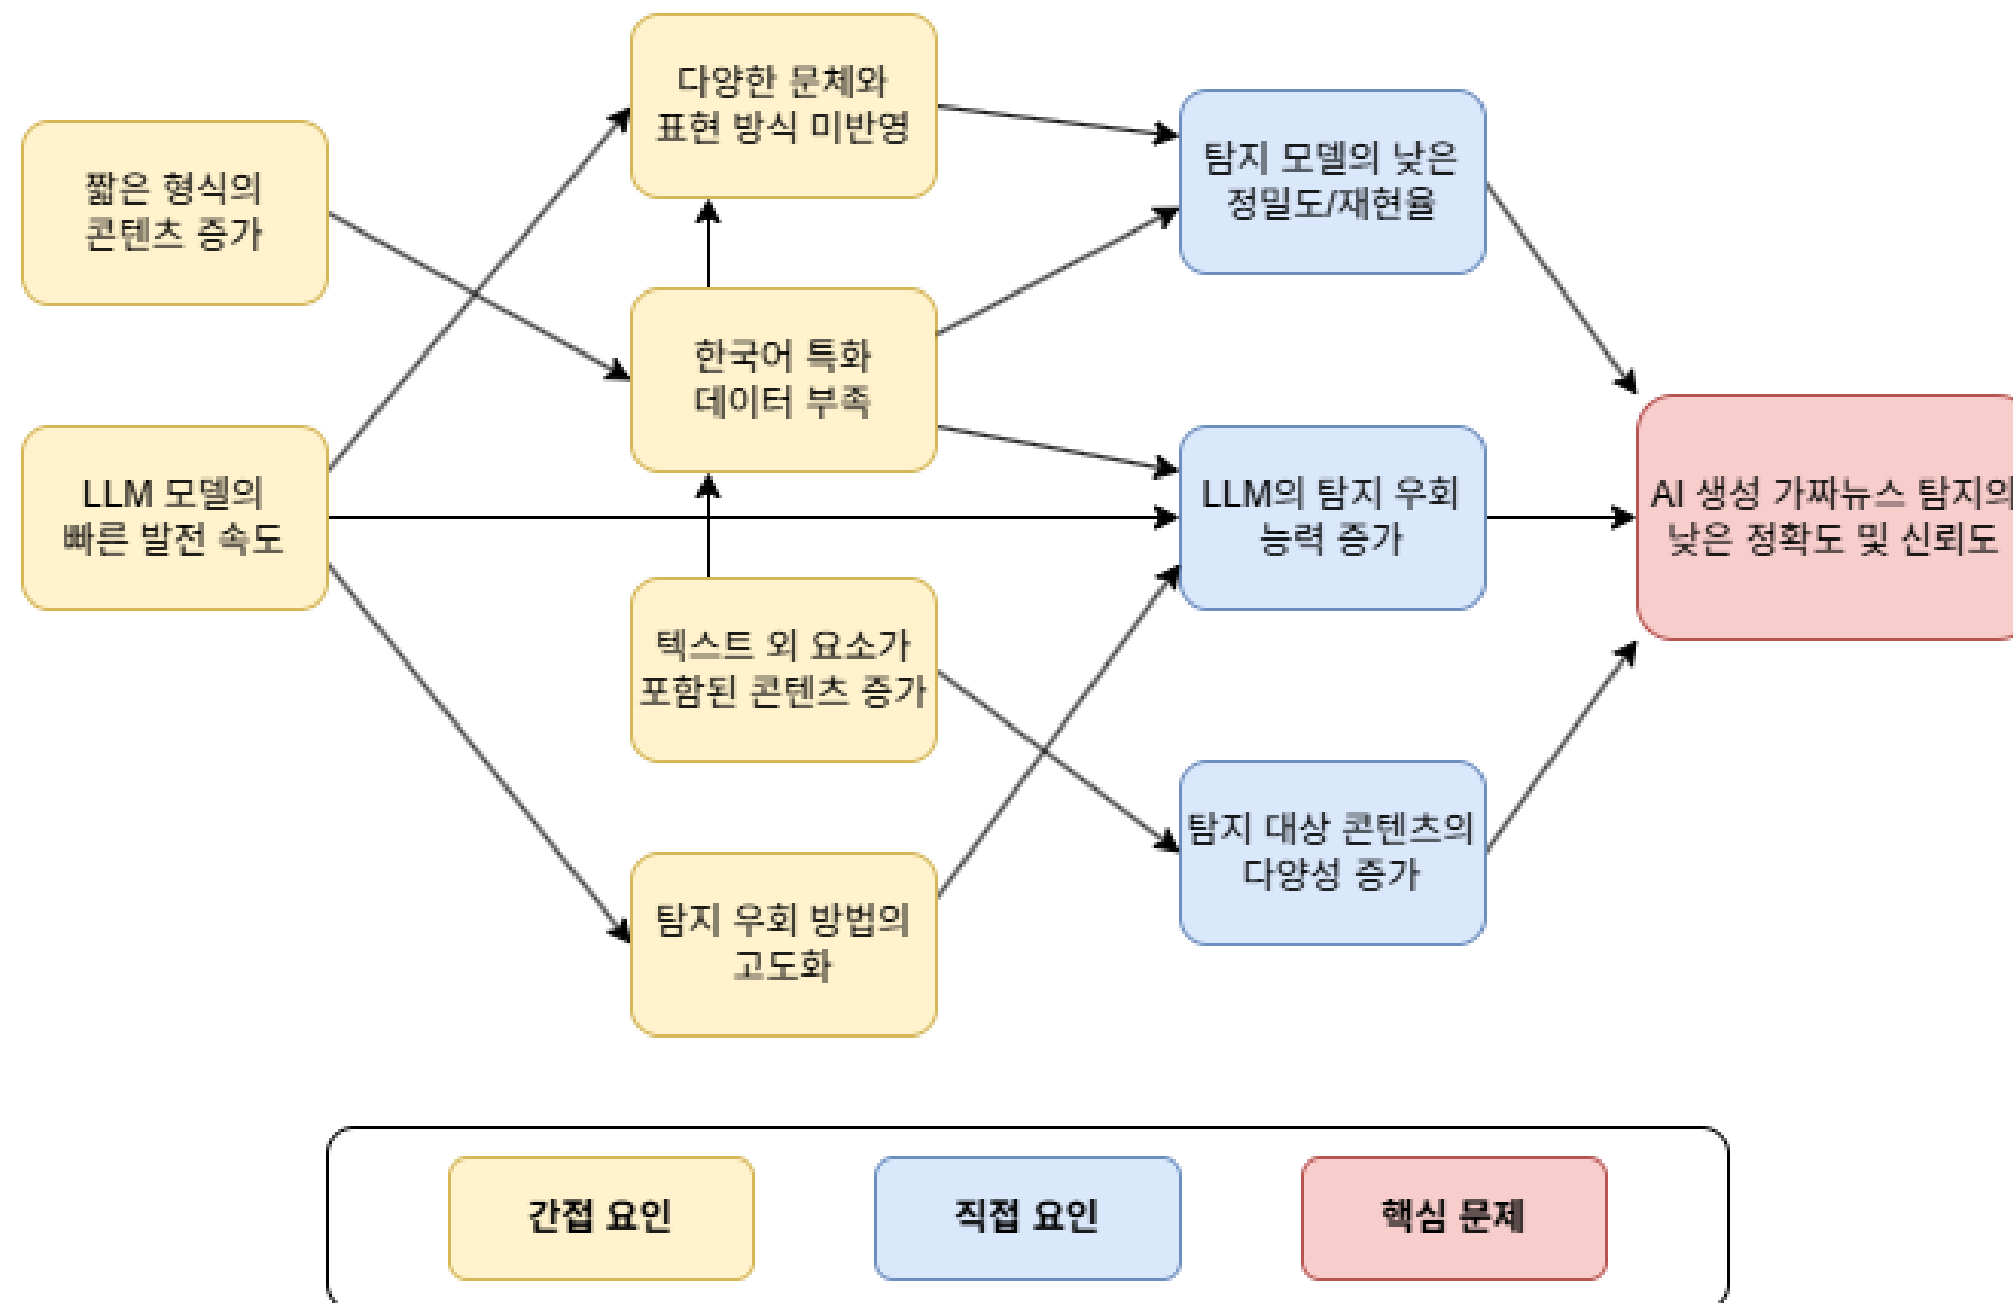 다양한 문체와
표현 방식 미반영
짧은 형식의
콘텐츠 증가
탐지 모델의 낮은
정밀도/재현율
한국어 특화
데이터 부족
LLM 모델의
빠른 발전 속도
LLM의 탐지 우회
능력 증가
AI 생성 가짜뉴스 탐지의
낮은 정확도 및 신뢰도
텍스트 외 요소가
포함된 콘텐츠 증가
탐지 대상 콘텐츠의
다양성 증가
탐지 우회 방법의
고도화
간접 요인
직접 요인
핵심 문제